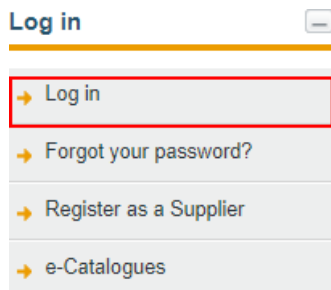 Log in
Log in
Forgot your password?
Register as a Supplier
e-Catalogues